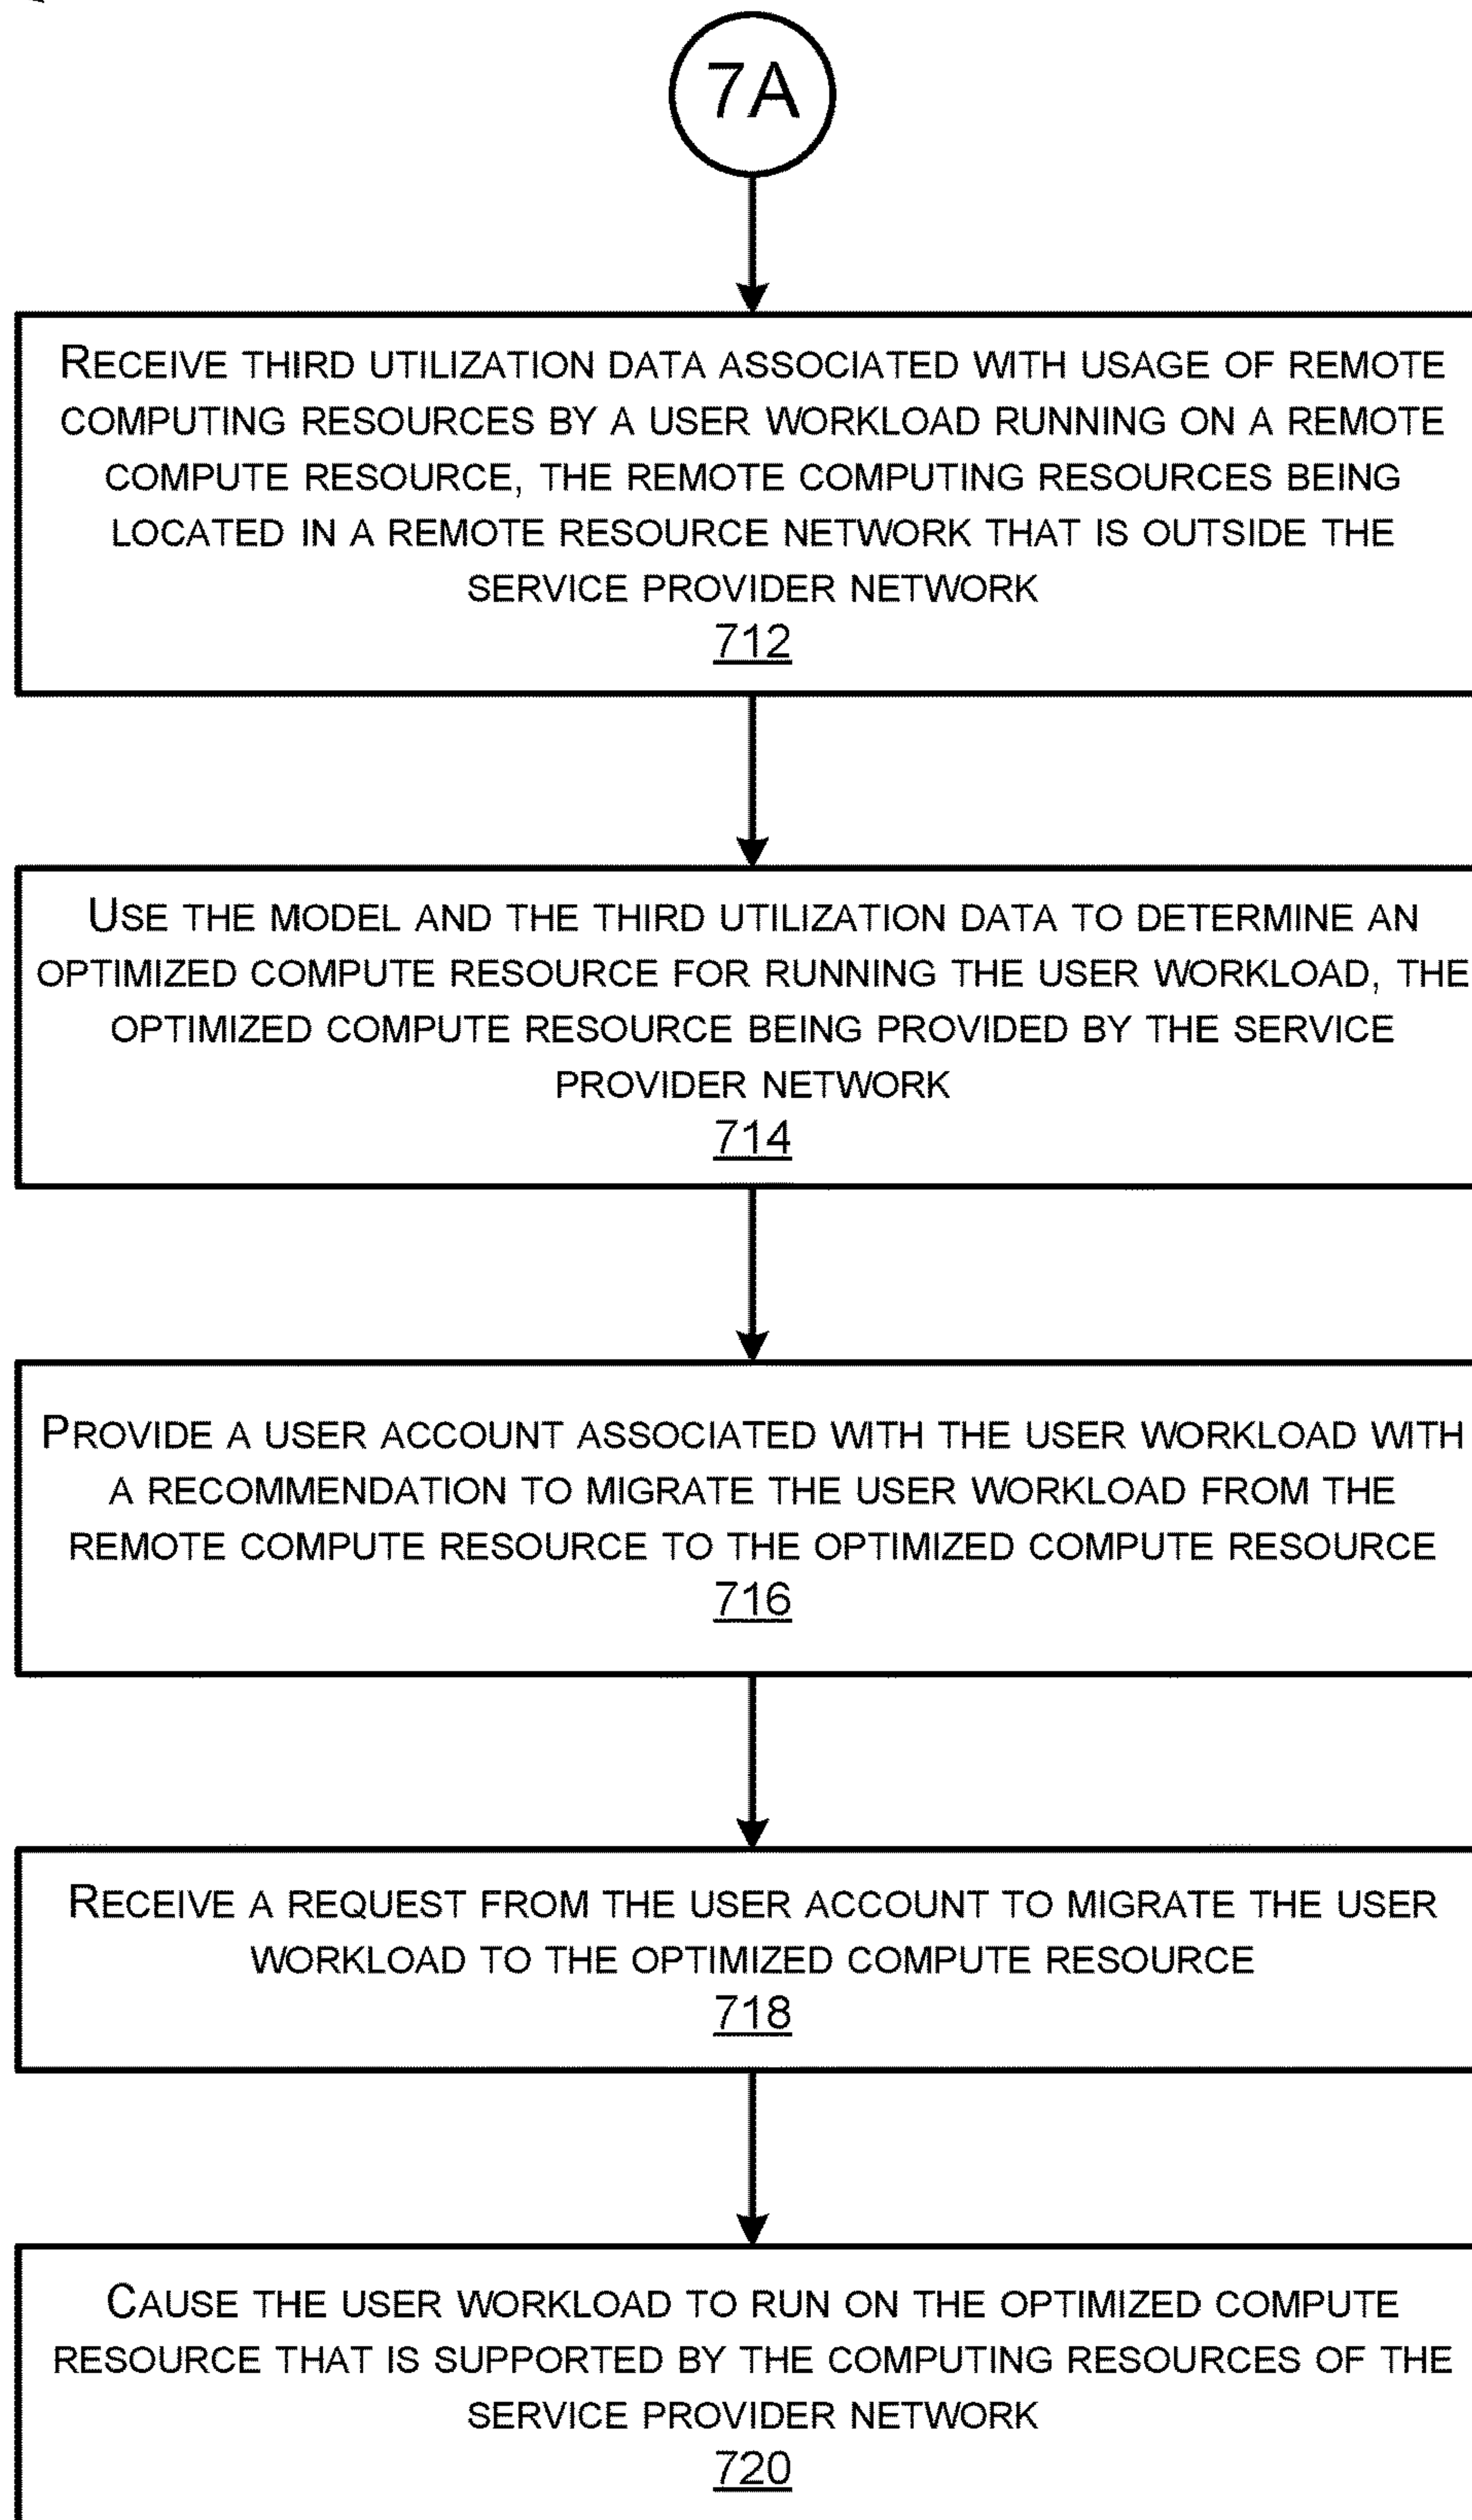 7A
RECEIVE THIRD UTILIZATION DATA ASSOCIATED WITH USAGE OF REMOTE
COMPUTING RESOURCES BY A USER WORKLOAD RUNNING ON A REMOTE
COMPUTE RESOURCE, THE REMOTE COMPUTING RESOURCES BEING
LOCATED IN A REMOTE RESOURCE NETWORK THAT IS OUTSIDE THE
SERVICE PROVIDER NETWORK
712
USE THE MODEL AND THE THIRD UTILIZATION DATA TO DETERMINE AN
OPTIMIZED COMPUTE RESOURCE FOR RUNNING THE USER WORKLOAD, THE
OPTIMIZED COMPUTE RESOURCE BEING PROVIDED BY THE SERVICE
PROVIDER NETWORK
714
PROVIDE A USER ACCOUNT ASSOCIATED WITH THE USER WORKLOAD WITH
A RECOMMENDATION TO MIGRATE THE USER WORKLOAD FROM THE
REMOTE COMPUTE RESOURCE TO THE OPTIMIZED COMPUTE RESOURCE
716
RECEIVE A REQUEST FROM THE USER ACCOUNT TO MIGRATE THE USER
WORKLOAD TO THE OPTIMIZED COMPUTE RESOURCE
718
CAUSE THE USER WORKLOAD TO RUN ON THE OPTIMIZED COMPUTE
RESOURCE THAT IS SUPPORTED BY THE COMPUTING RESOURCES OF THE
SERVICE PROVIDER NETWORK
720